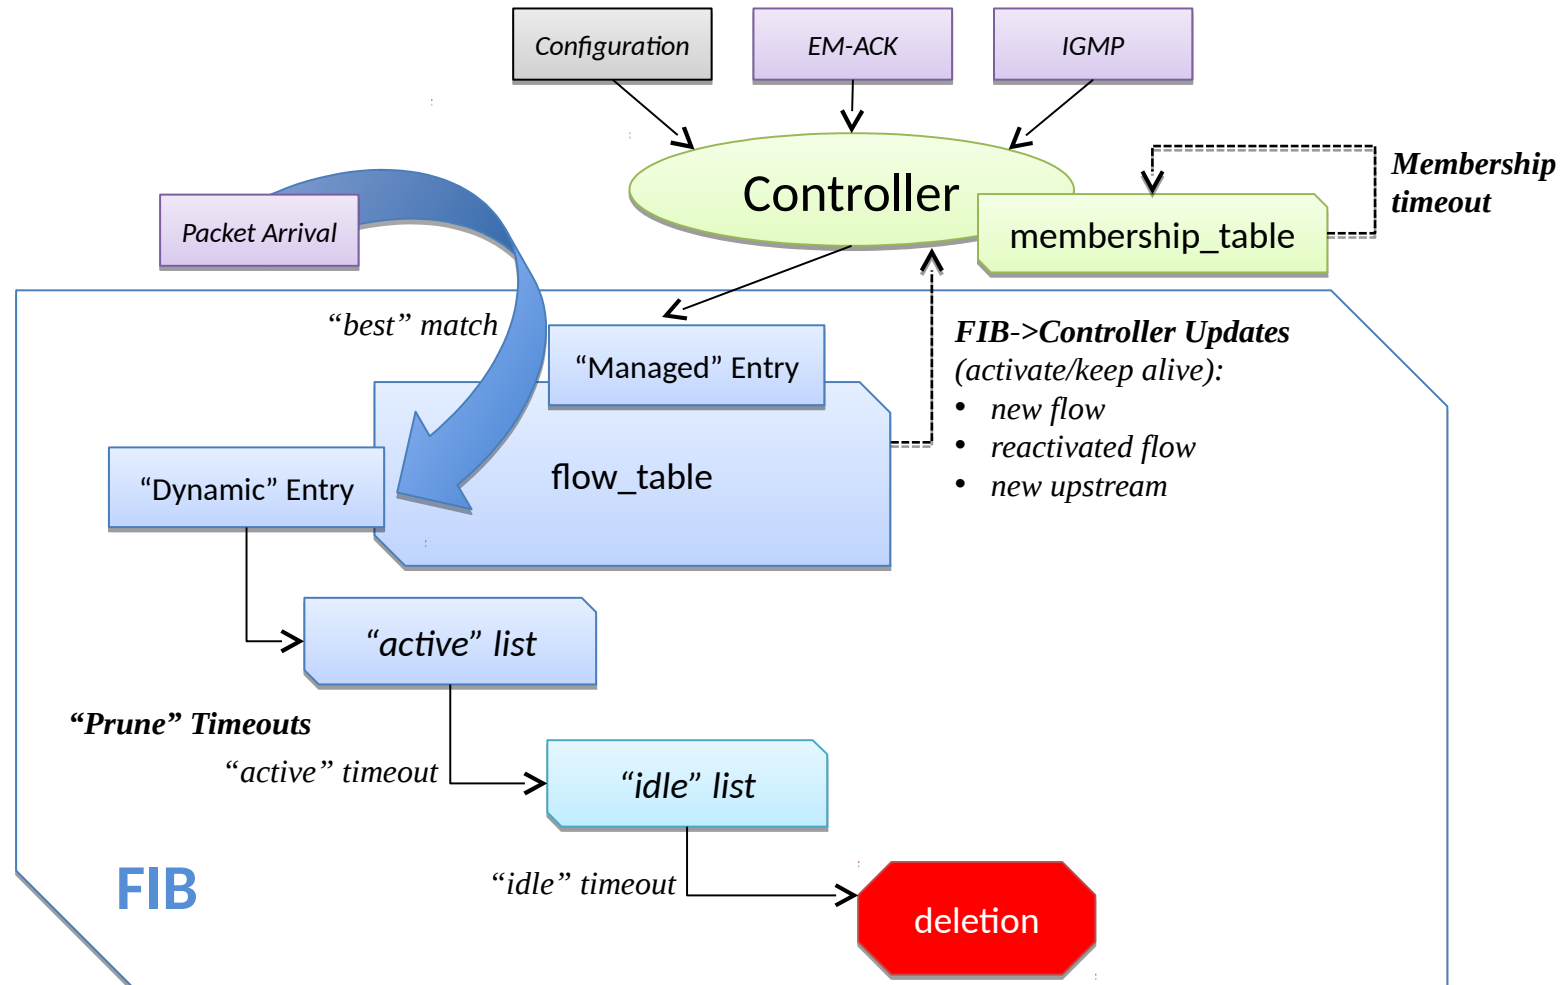 Configuration
EM-ACK
IGMP
Controller
membership_table
Membership
timeout
Packet Arrival
“best” match
“Managed” Entry
FIB->Controller Updates
(activate/keep alive):
• new flow
• reactivated flow
• new upstream
flow_table
“Dynamic” Entry
“active” list
“Prune” Timeouts
“active” timeout
“idle” list
“idle” timeout
FIB
deletion